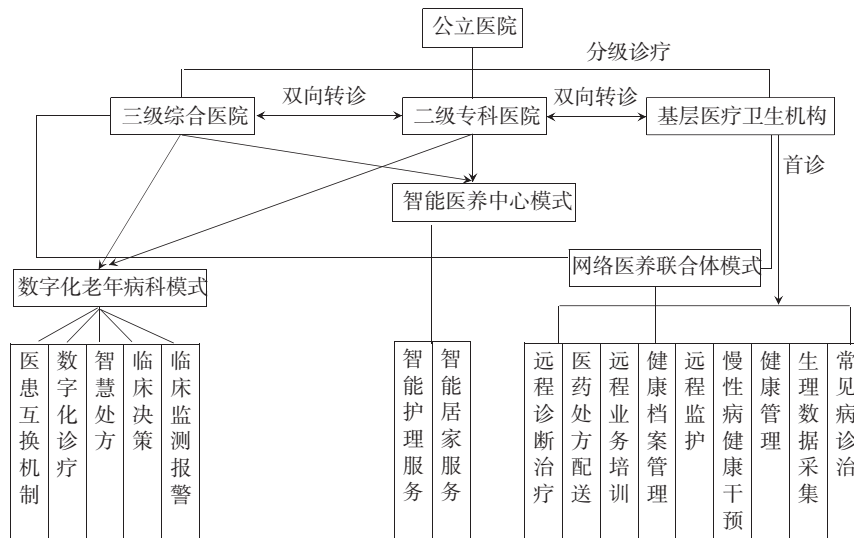 公立医院
分级诊疗
三级综合医院
双向转诊
二级专科医院
双向转诊
基层医疗卫生机构
首诊
智能医养中心模式
网络医养联合体模式
数字化老年病科模式
医患互换机制
数字化诊疗
智慧处方
临床决策
临床监测报警
智能护理服务
智能居家服务
远程诊断治疗
医药处方配送
远程业务培训
健康档案管理
远程监护
慢性病健康干预
健康管理
生理数据采集
常见病诊治